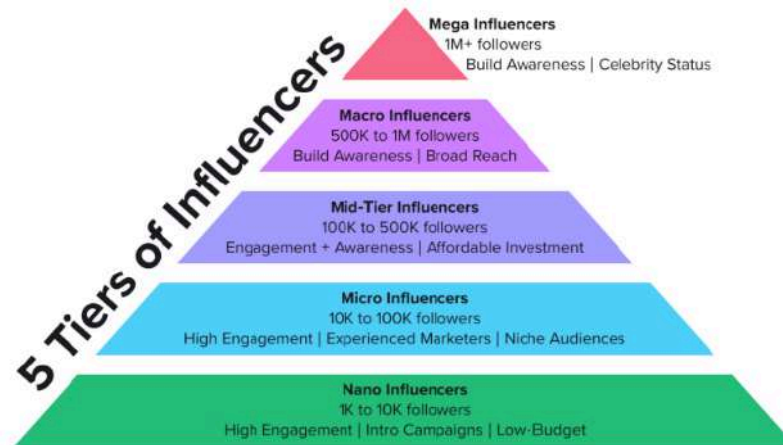 5 Tiers of Influencers
Mega Influencers
1M+ followers
Build Awareness | Celebrity Status
Macro Influencers
500K to 1M followers
Build Awareness | Broad Reach
Mid-Tier Influencers
100K to 500K followers
Engagement + Awareness | Affordable Investment
Micro Influencers
10K to 100K followers
High Engagement | Experienced Marketers | Niche Audiences
Nano Influencers
1K to 10K followers
High Engagement | Intro Campaigns | Low-Budget